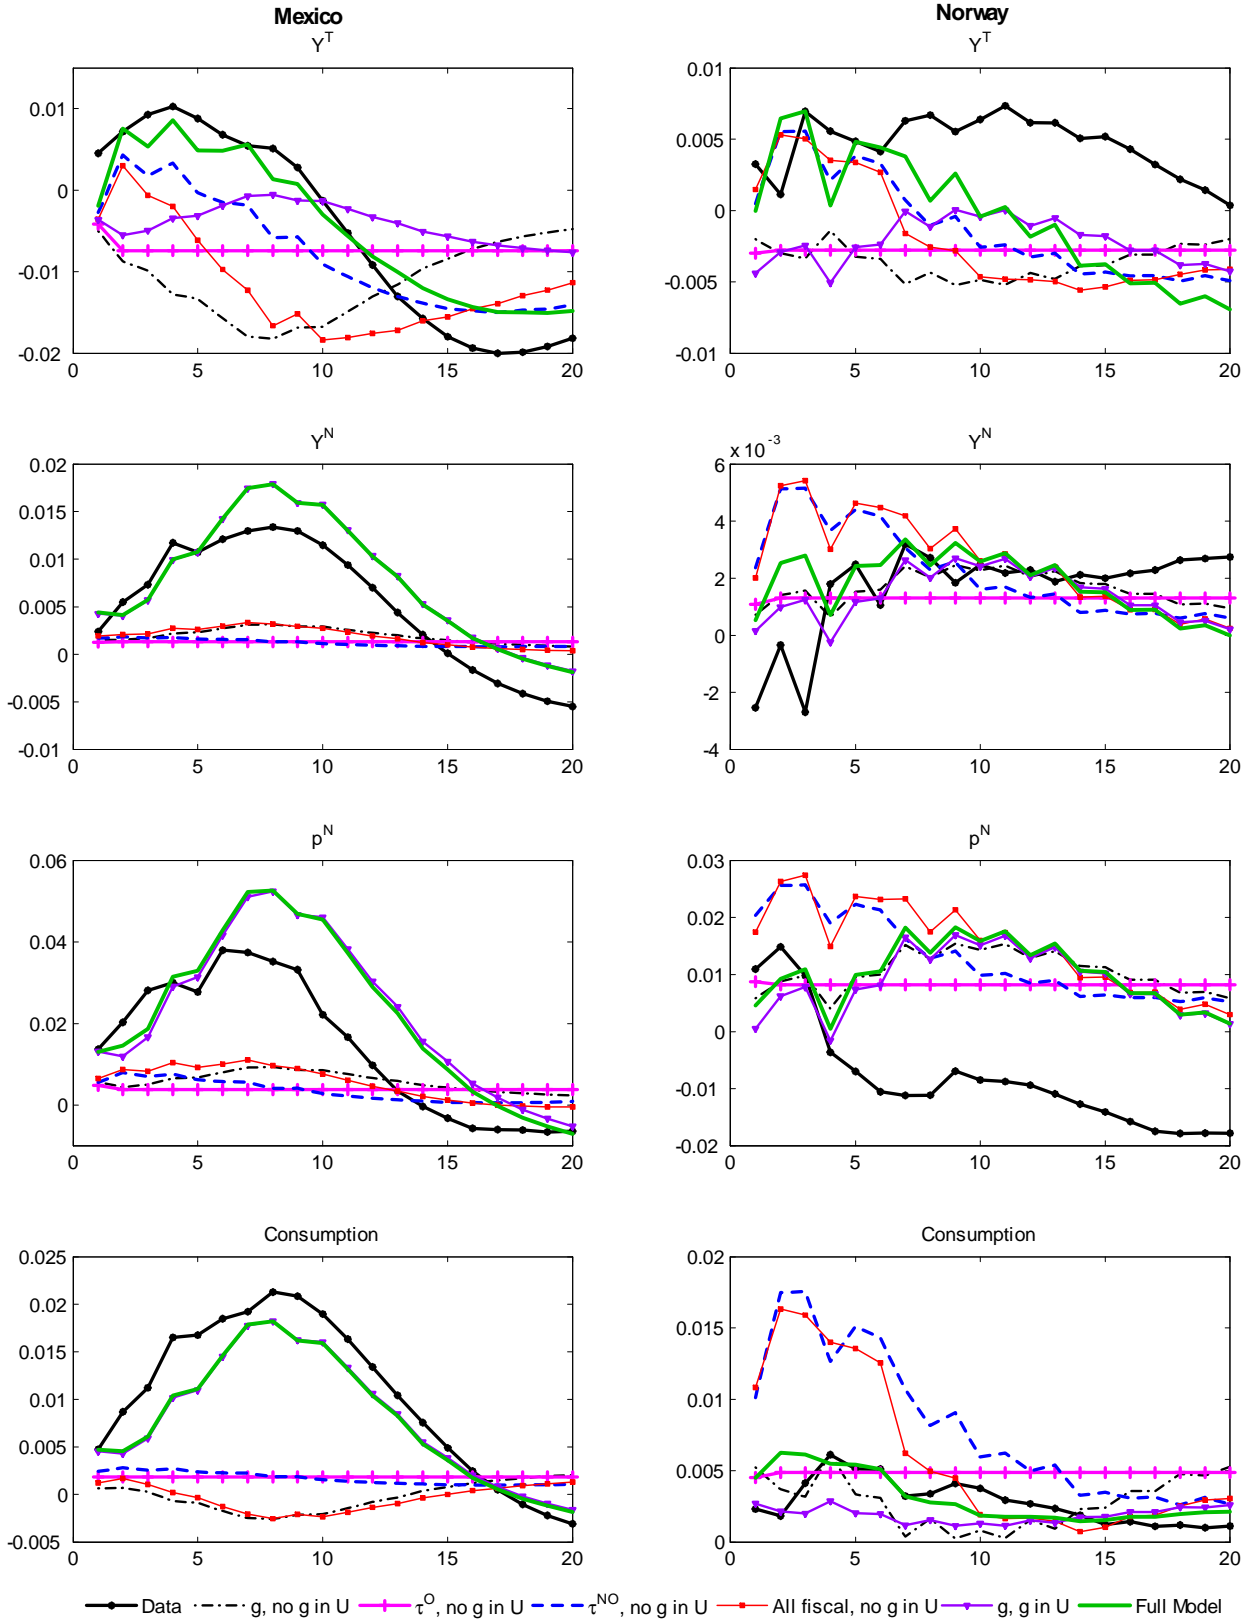 Mexico
Norway
Y^T
Y^T
0.01
0
-0.01
-0.02
0 5 10 15 20
0.01
0.005
0
-0.005
-0.01
0 5 10 15 20
Y^N
Y^N
0.02
0.015
0.01
0.005
0
-0.005
-0.01
0 5 10 15 20
x 10^-3
6
4
2
0
-2
-4
0 5 10 15 20
p^N
p^N
0.06
0.04
0.02
0
0 5 10 15 20
0.03
0.02
0.01
0
-0.01
-0.02
0 5 10 15 20
Consumption
Consumption
0.025
0.02
0.015
0.01
0.005
0
-0.005
0 5 10 15 20
0.02
0.015
0.01
0.005
0
0 5 10 15 20
Data g, no g in U τ^O, no g in U τ^NO, no g in U All fiscal, no g in U g, g in U Full Model